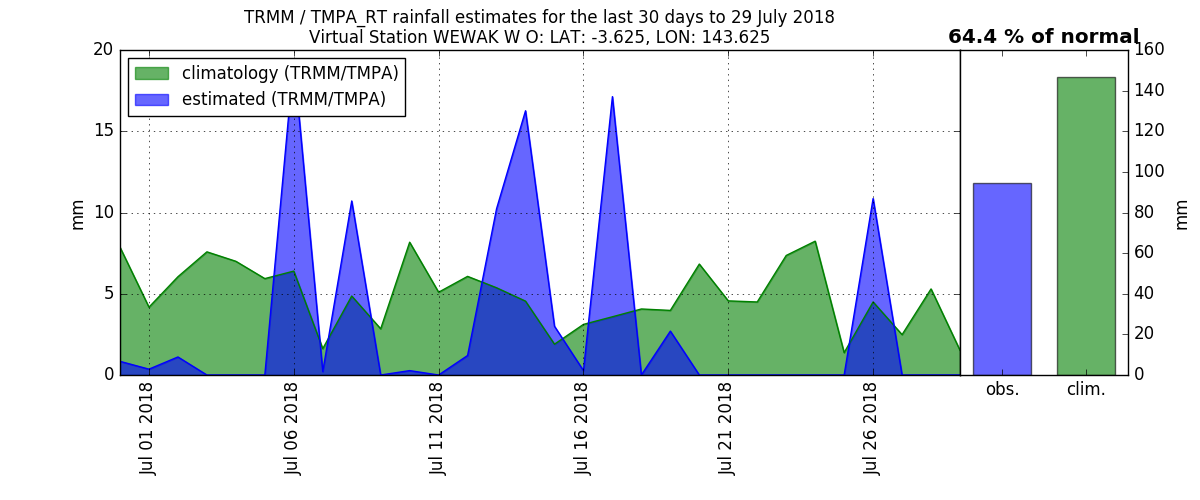 TRMM / TMPA_RT rainfall estimates for the last 30 days to 29 July 2018
Virtual Station WEWAK W O: LAT: -3.625, LON: 143.625
64.4 % of normal
climatology (TRMM/TMPA)
estimated (TRMM/TMPA)
20
15
10
5
0
mm
Jul 01 2018
Jul 06 2018
Jul 11 2018
Jul 16 2018
Jul 21 2018
Jul 26 2018
160
140
120
100
80
60
40
20
0
mm
obs.
clim.